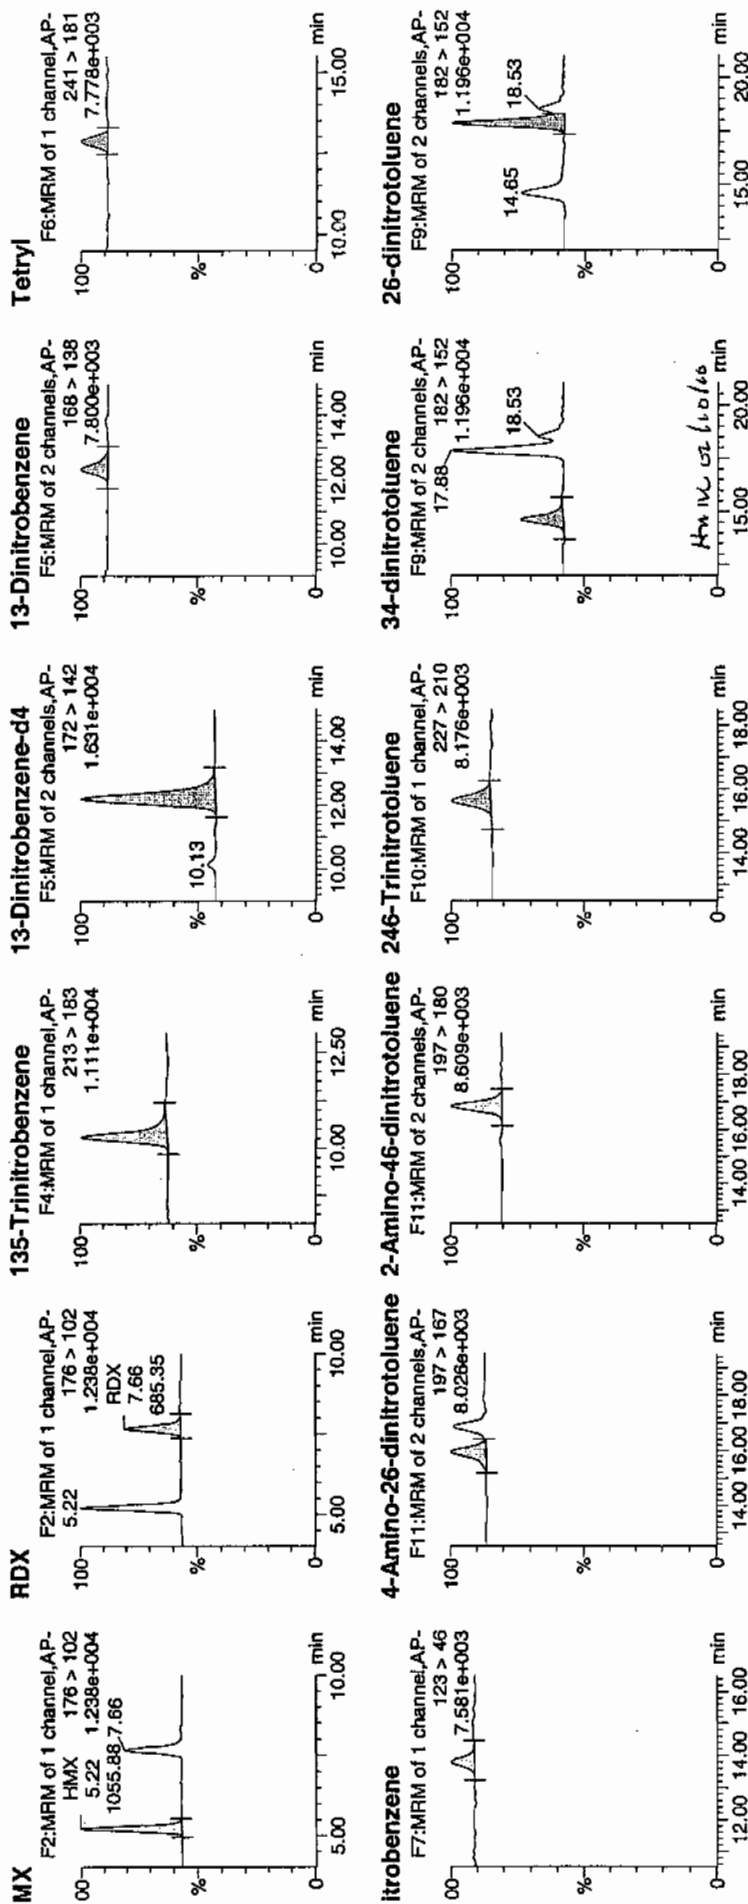 MX
F2:MRM of 1 channel,AP-
176 > 102
1.238e+004
HMX
5.22
1055.88
7.66
00
%
0
5.00
10.00
min
RDX
F2:MRM of 1 channel,AP-
176 > 102
1.238e+004
5.22
RDX
7.66
685.35
100
%
0
5.00
10.00
min
135-Trinitrobenzene
F4:MRM of 1 channel,AP-
213 > 183
1.111e+004
100
%
0
10.00
12.50
min
13-Dinitrobenzene-d4
F5:MRM of 2 channels,AP-
172 > 142
1.631e+004
10.13
100
%
0
10.00
12.00
14.00
min
13-Dinitrobenzene
F5:MRM of 2 channels,AP-
168 > 138
7.800e+003
100
%
0
10.00
12.00
14.00
min
Tetryl
F6:MRM of 1 channel,AP-
241 > 181
7.778e+003
100
%
0
10.00
15.00
min
itrobenzene
F7:MRM of 1 channel,AP-
123 > 46
7.581e+003
00
%
0
12.00
14.00
16.00
min
4-Amino-26-dinitrotoluene
F11:MRM of 2 channels,AP-
197 > 167
8.026e+003
100
%
0
14.00
16.00
18.00
min
2-Amino-46-dinitrotoluene
F11:MRM of 2 channels,AP-
197 > 180
8.609e+003
100
%
0
14.00
16.00
18.00
min
246-Trinitrotoluene
F10:MRM of 1 channel,AP-
227 > 210
8.176e+003
100
%
0
14.00
16.00
18.00
min
34-dinitrotoluene
F9:MRM of 2 channels,AP-
182 > 152
1.196e+004
17.88
18.53
100
%
0
15.00
20.00
min
26-dinitrotoluene
F9:MRM of 2 channels,AP-
182 > 152
1.196e+004
14.65
18.53
100
%
0
15.00
20.00